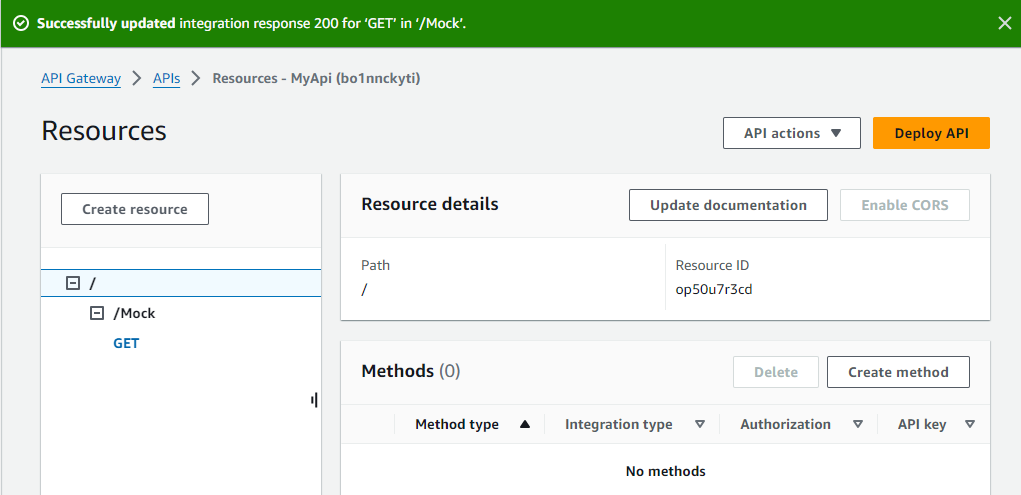 Successfully updated integration response 200 for ‘GET’ in ‘/Mock’.
API Gateway > APIs > Resources - MyApi (bo1nnckyti)
Resources
API actions
Deploy API
Create resource
/
/Mock
GET
Resource details
Update documentation
Enable CORS
Path
/
Resource ID
op50u7r3cd
Methods (0)
Delete
Create method
Method type
Integration type
Authorization
API key
No methods